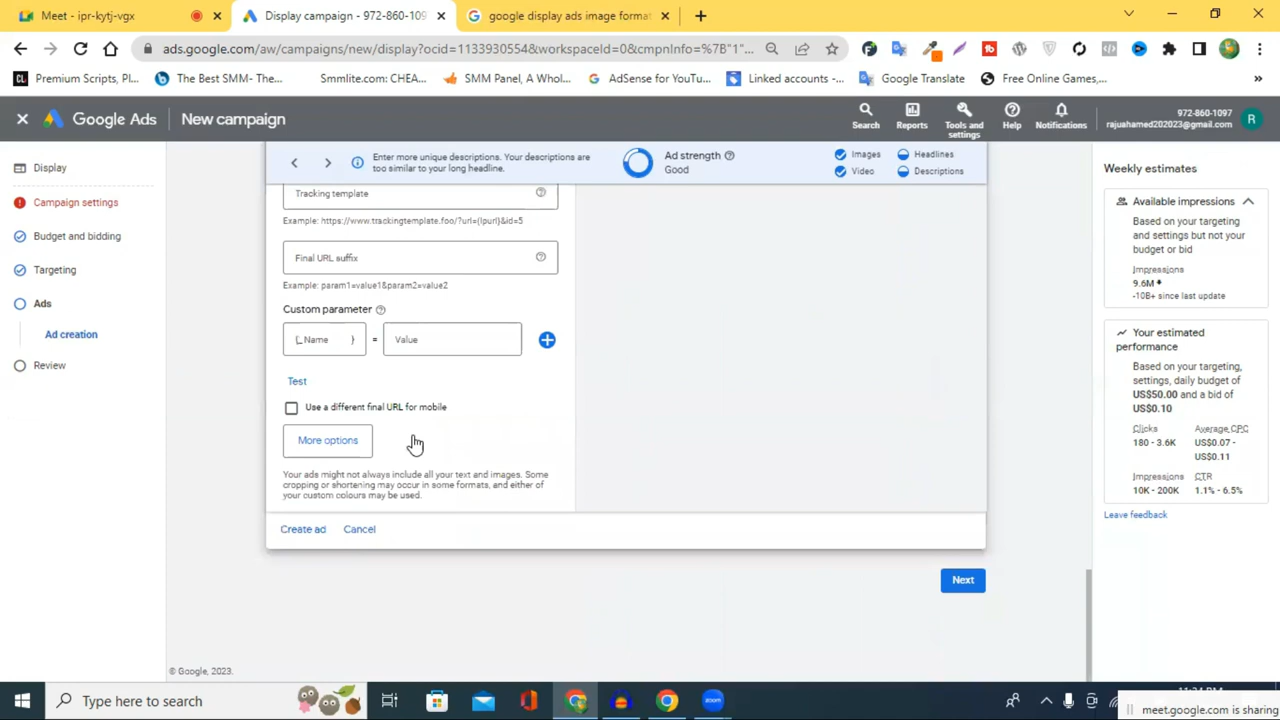 Meet - ipr-kytj-vgx
Display campaign - 972-860-109
google display ads image format
ads.google.com/aw/campaigns/new/display?ocid=1133930554&workspaceId=0&cmpnInfo=%7B"1"...
Premium Scripts, Pl...
The Best SMM- The...
Smmlite.com: CHEA...
SMM Panel, A Whol...
AdSense for YouTu...
Linked accounts -...
Google Translate
Free Online Games,...
»
Google Ads
New campaign
Search
Reports
Tools and settings
Help
Notifications
972-860-1097
rajuahamed202023@gmail.com
R
Display
Campaign settings
Budget and bidding
Targeting
Ads
Ad creation
Review
Enter more unique descriptions. Your descriptions are
too similar to your long headline.
Ad strength
Good
Images
Headlines
Video
Descriptions
Tracking template
Example: https://www.trackingtemplate.foo/?url={lpurl}&id=5
Final URL suffix
Example: param1=value1&param2=value2
Custom parameter
{_Name } = Value
Test
Use a different final URL for mobile
More options
Your ads might not always include all your text and images. Some
cropping or shortening may occur in some formats, and either of
your custom colours may be used.
Create ad Cancel
Next
© Google, 2023.
Weekly estimates
Available impressions
Based on your targeting
and settings but not your
budget or bid
Impressions
9.6M
-10B+ since last update
Your estimated
performance
Based on your targeting,
settings, daily budget of
US$50.00 and a bid of
US$0.10
Clicks
180 - 3.6K
Average CPC
US$0.07 -
US$0.11
Impressions
10K - 200K
CTR
1.1% - 6.5%
Leave feedback
Type here to search
zoom
meet.google.com is sharing